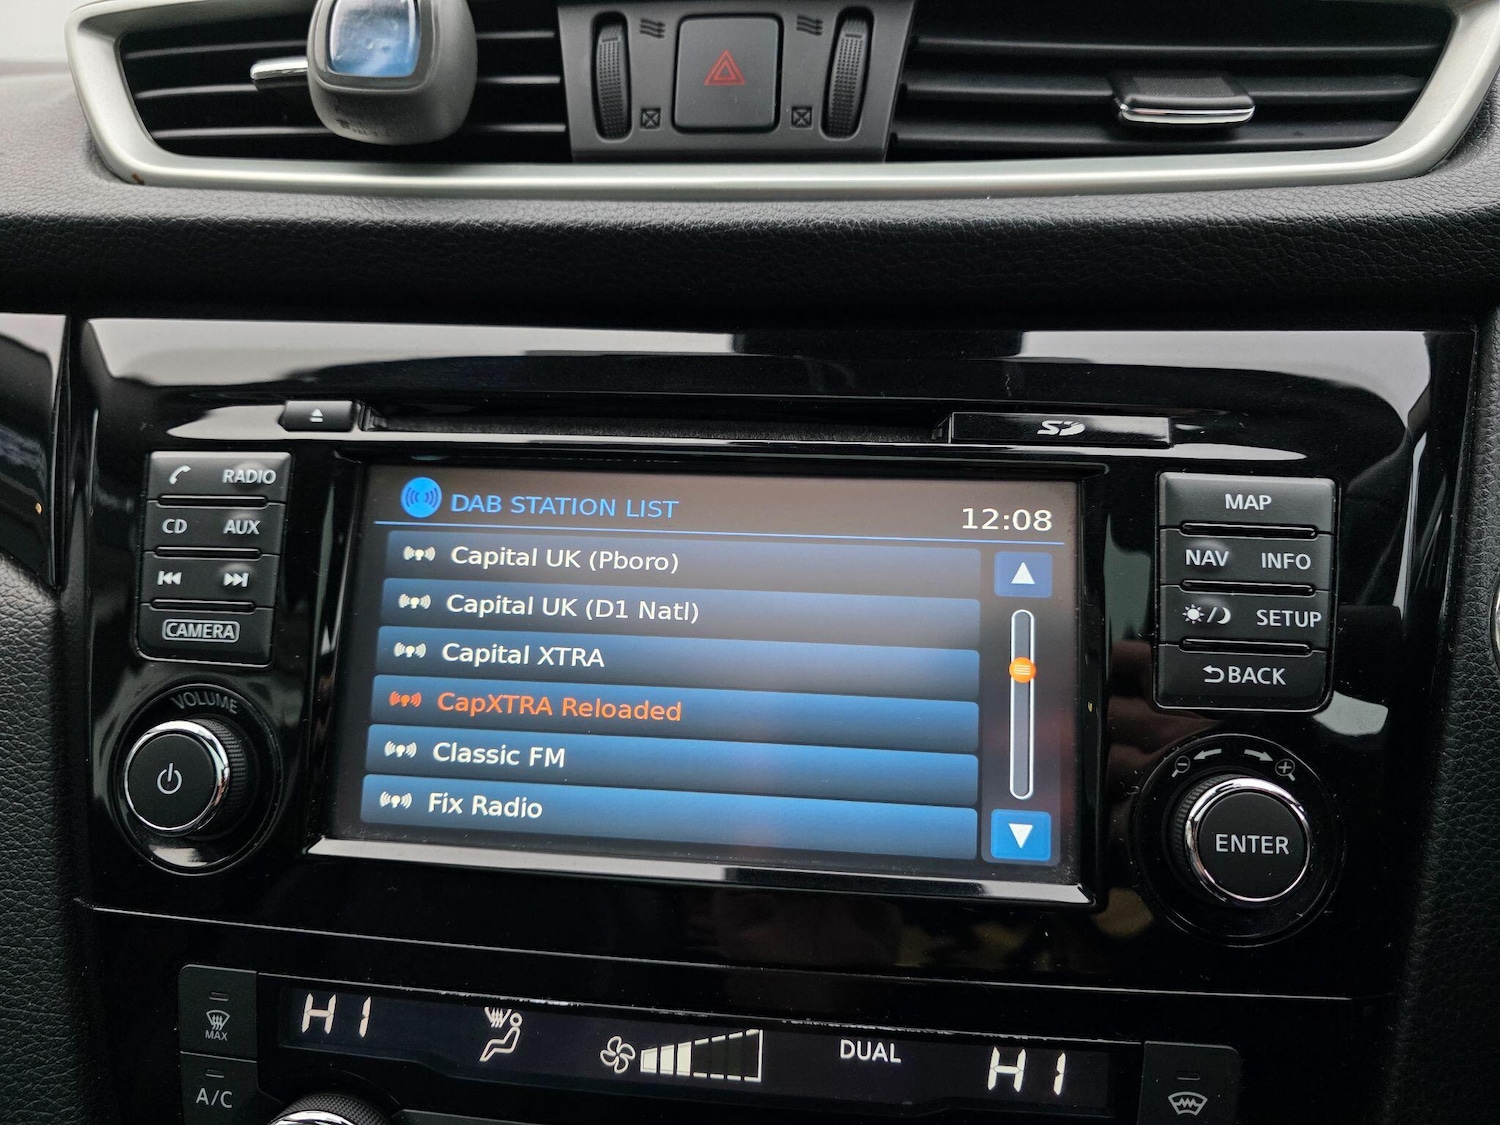 SD
RADIO
CD AUX
CAMERA
VOLUME
DAB STATION LIST
12:08
Capital UK (Pboro)
Capital UK (D1 Natl)
Capital XTRA
CapXTRA Reloaded
Classic FM
Fix Radio
MAP
NAV INFO
SETUP
BACK
ENTER
MAX
A/C
HI
DUAL
HI